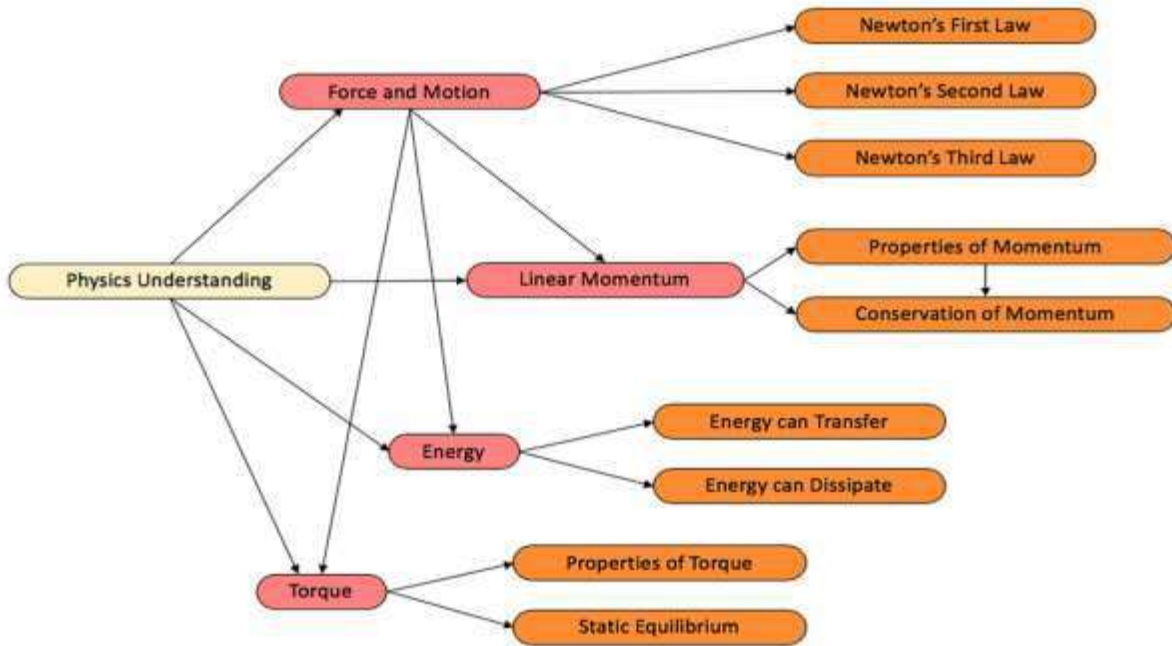 Newton's First Law
Force and Motion
Newton's Second Law
Newton's Third Law
Properties of Momentum
Physics Understanding
Linear Momentum
Conservation of Momentum
Energy can Transfer
Energy
Energy can Dissipate
Properties of Torque
Torque
Static Equilibrium